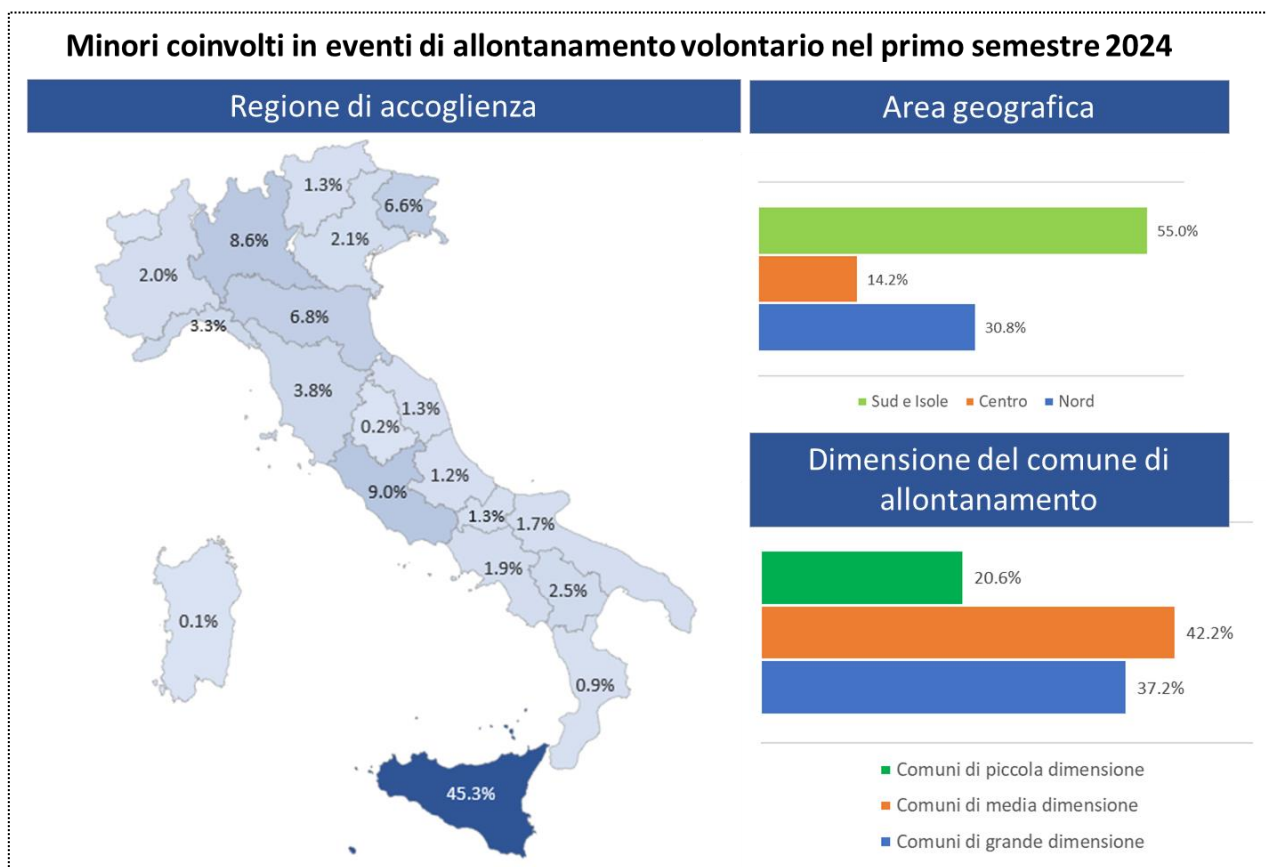 Minori coinvolti in eventi di allontanamento volontario nel primo semestre 2024
Regione di accoglienza
1.3%
6.6%
8.6%
2.1%
2.0%
6.8%
3.3%
3.8%
1.3%
0.2%
1.2%
9.0%
1.3%
1.7%
1.9%
2.5%
0.1%
0.9%
45.3%
Area geografica
55.0%
14.2%
30.8%
Sud e Isole Centro Nord
Dimensione del comune di
allontanamento
20.6%
42.2%
37.2%
Comuni di piccola dimensione
Comuni di media dimensione
Comuni di grande dimensione